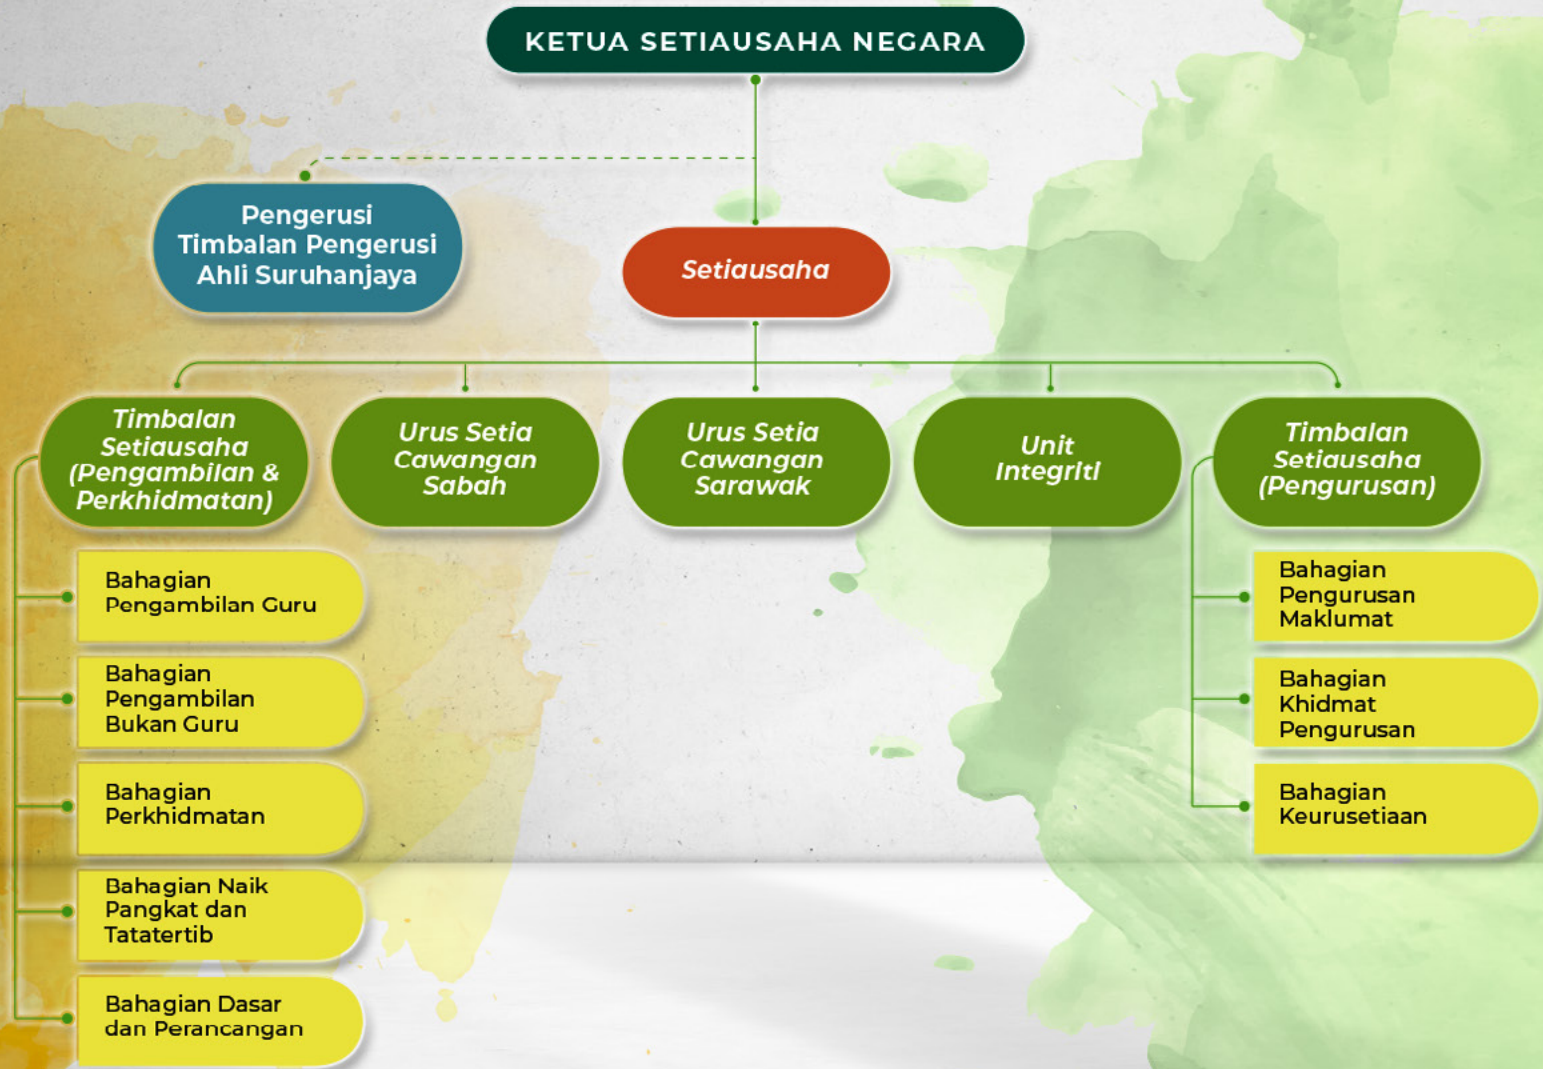 KETUA SETIAUSAHA NEGARA
Pengerusi
Timbalan Pengerusi
Ahli Suruhanjaya
Setiausaha
Timbalan
Setiausaha
(Pengambilan &
Perkhidmatan)
Urus Setia
Cawangan
Sabah
Urus Setia
Cawangan
Sarawak
Unit
Integriti
Timbalan
Setiausaha
(Pengurusan)
Bahagian
Pengambilan Guru
Bahagian
Pengambilan
Bukan Guru
Bahagian
Perkhidmatan
Bahagian Naik
Pangkat dan
Tatatertib
Bahagian Dasar
dan Perancangan
Bahagian
Pengurusan
Maklumat
Bahagian
Khidmat
Pengurusan
Bahagian
Keurusetiaan